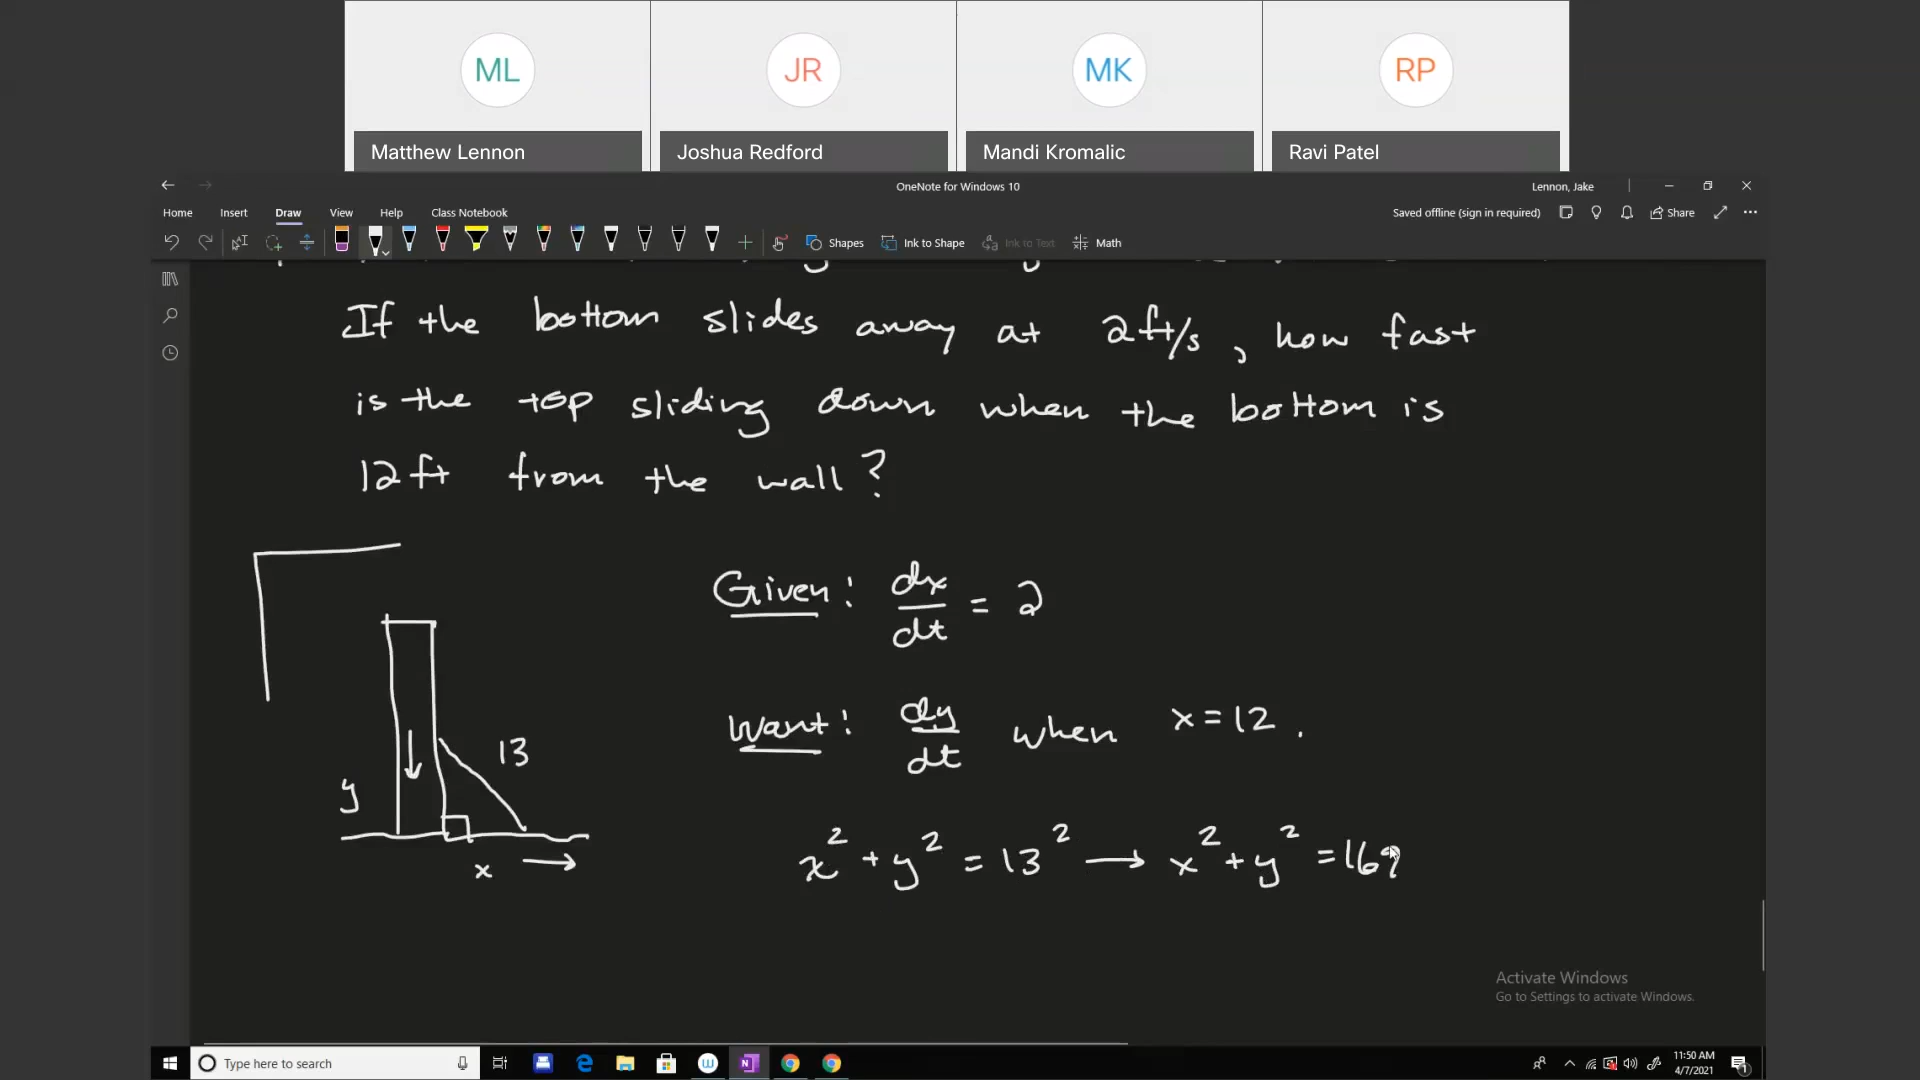 ML JR MK RP
Matthew Lennon Joshua Redford Mandi Kromalic Ravi Patel
OneNote for Windows 10 Lennon, Jake
Home Insert Draw View Help Class Notebook Saved offline (sign in required) Share
Shapes Ink to Shape Ink to Text Math
If the bottom slides away at 2ft/s, how fast
is the top sliding down when the bottom is
12ft from the wall?
Given: dx/dt = 2
Want: dy/dt when x=12.
13
y
x
x² + y² = 13² → x² + y² = 169
Activate Windows
Go to Settings to activate Windows.
Type here to search
11:50 AM
4/7/2021